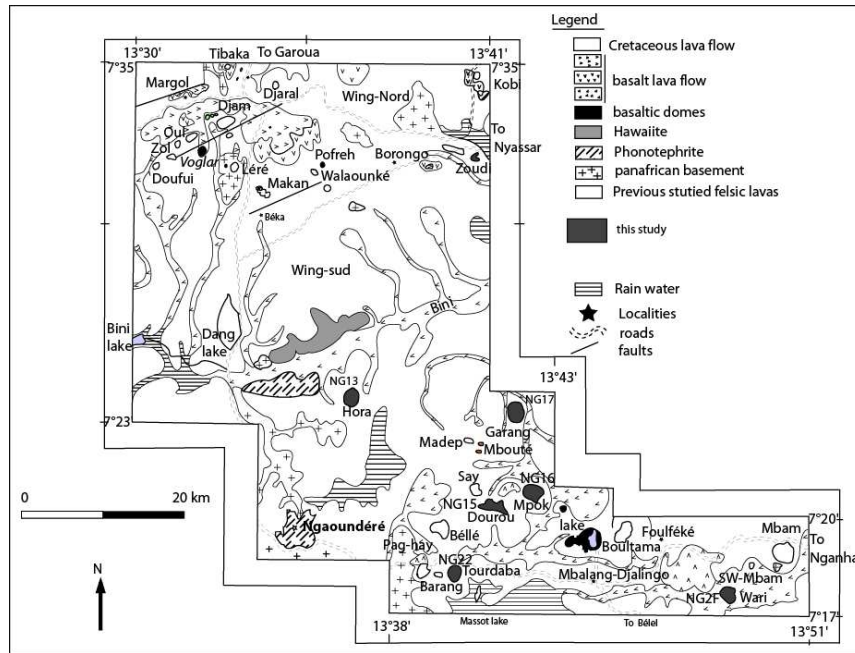 13°30'
Tibaka
To Garoua
13°41'
7°35'
7°35'
Margol
Djaral
Wing-Nord
Kobi
Djam
Oui
Zol
To
Nyassar
Voglar
Doufui
Léré
Pofreh
Borongo
Zoudi
Makan
Walaounké
Béka
Wing-sud
Bini
Bini
lake
Dang
lake
13°43'
NG13
Hora
NG17
7°23'
Garang
Madep
Mbouté
Say
NG16
NG15
Mpok
Dourou
lake
7°20'
0
20 km
Ngaoundéré
Béllé
Boultama
Foulféké
Mbam
To
Nganha
Pag-háy
NG22
Tourdaba
Mbalang-Djalingo
SW-Mbam
Barang
NG2F
Wari
N
7°17'
13°38'
Massot lake
To Bélel
13°51'
Legend
Cretaceous lava flow
basalt lava flow
basaltic domes
Hawaiite
Phonotephrite
panafrican basement
Previous stutied felsic lavas
this study
Rain water
Localities
roads
faults